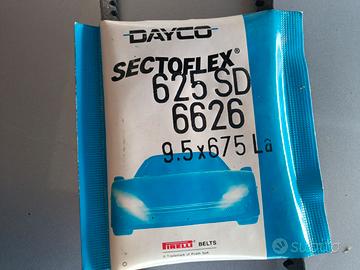 DAYCO
SECTOFLEX®
625 SD
6626
9.5x675 La
PIRELLI BELTS
A Trademark of Pirelli SpA
Subito